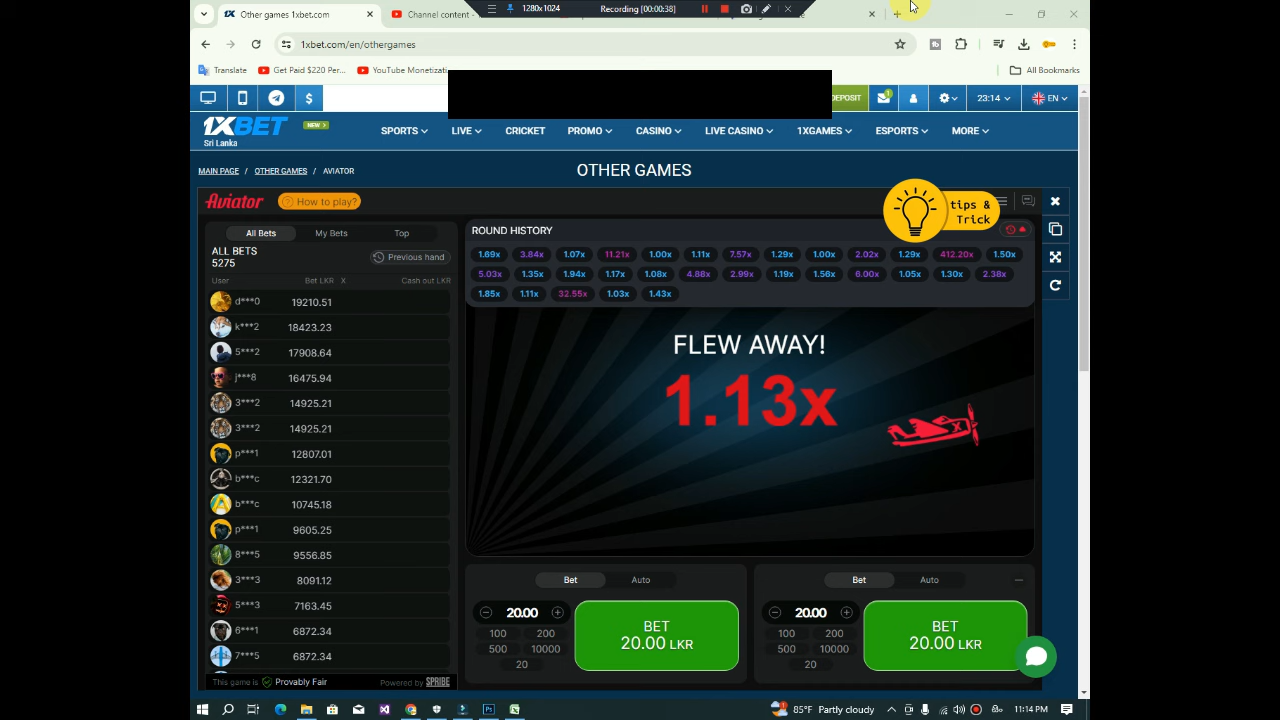 1280x1024 Recording [00:00:38]
Other games 1xbet.com Channel content -
1xbet.com/en/othergames
Translate Get Paid $220 Per... YouTube Monetizati.. All Bookmarks
DEPOSIT 1 23:14 EN
1XBET NEW
Sri Lanka
SPORTS LIVE CRICKET PROMO CASINO LIVE CASINO 1XGAMES ESPORTS MORE
MAIN PAGE / OTHER GAMES / AVIATOR
OTHER GAMES
Aviator ? How to play?
tips &
Trick
All Bets My Bets Top
ALL BETS
5275
Previous hand
User Bet LKR X Cash out LKR
d***0 19210.51
k***2 18423.23
5***2 17908.64
j***8 16475.94
3***2 14925.21
3***2 14925.21
p***1 12807.01
b***c 12321.70
b***c 10745.18
p***1 9605.25
8***5 9556.85
3***3 8091.12
5***3 7163.45
6***1 6872.34
7***5 6872.34
This game is Provably Fair Powered by SPRIBE
ROUND HISTORY
1.69x 3.84x 1.07x 11.21x 1.00x 1.11x 7.57x 1.29x 1.00x 2.02x 1.29x 412.20x 1.50x
5.03x 1.35x 1.94x 1.17x 1.08x 4.88x 2.99x 1.19x 1.56x 6.00x 1.05x 1.30x 2.38x
1.85x 1.11x 32.55x 1.03x 1.43x
FLEW AWAY!
1.13x
X
Bet Auto
20.00
100 200
500 10000
20
BET
20.00 LKR
Bet Auto
20.00
100 200
500 10000
20
BET
20.00 LKR
85°F Partly cloudy 11:14 PM